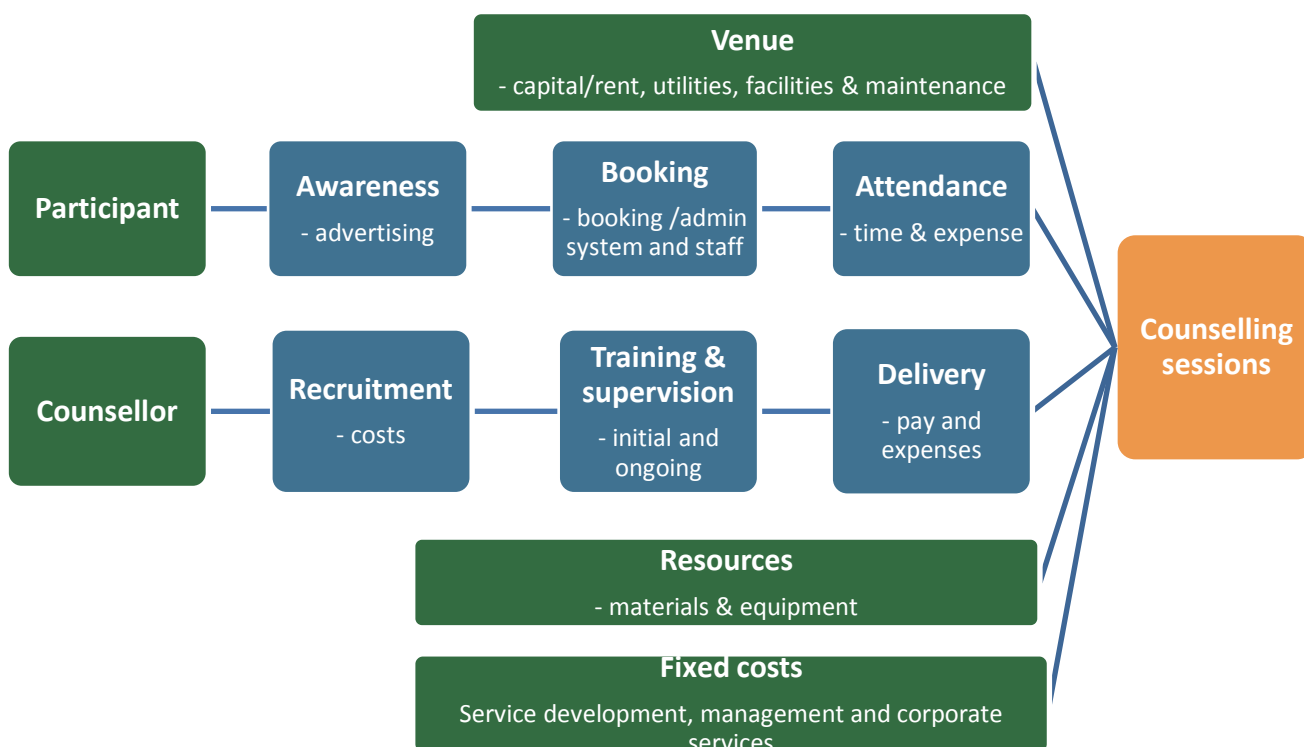 Venue
- capital/rent, utilities, facilities & maintenance
Participant
Awareness
- advertising
Booking
- booking /admin
system and staff
Attendance
- time & expense
Counselling
sessions
Counsellor
Recruitment
- costs
Training &
supervision
- initial and
ongoing
Delivery
- pay and
expenses
Resources
- materials & equipment
Fixed costs
Service development, management and corporate
services